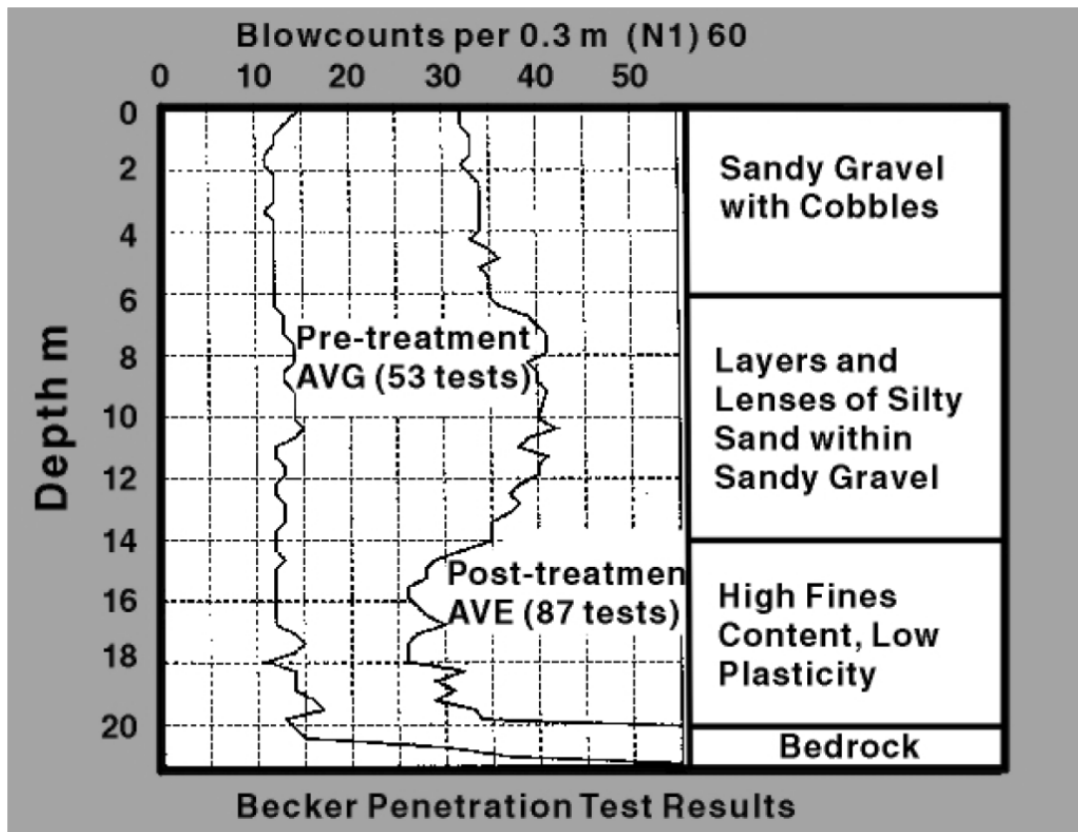 Blowcounts per 0.3 m (N1) 60
0 10 20 30 40 50
0
2
4
6
8
10
12
14
16
18
20
Depth m
Pre-treatment
AVG (53 tests)
Post-treatmen
AVE (87 tests)
Sandy Gravel
with Cobbles
Layers and
Lenses of Silty
Sand within
Sandy Gravel
High Fines
Content, Low
Plasticity
Bedrock
Becker Penetration Test Results